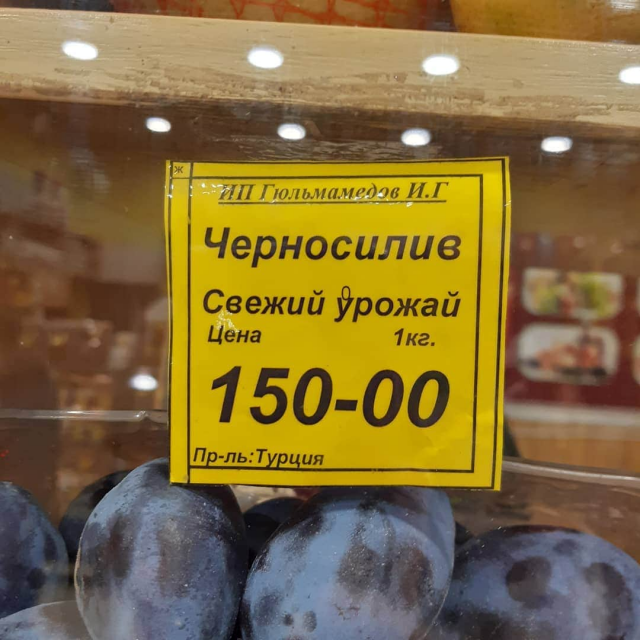 ж
ИП Гюльмамедов И.Г
Черносилив
Свежий урожай
Цена 1кг.
150-00
Пр-ль:Турция